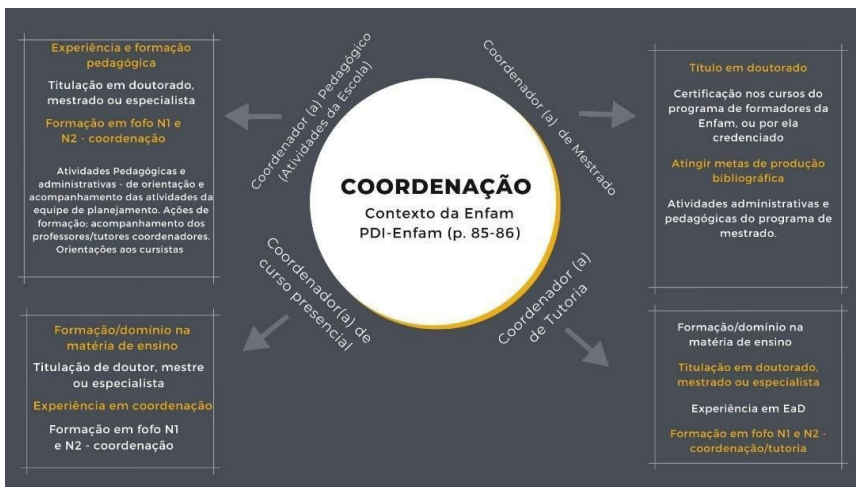 Experiência e formação
pedagógica
Titulação em doutorado,
mestrado ou especialista
Formação em fofo N1 e
N2 - coordenação
Atividades Pedagógicas e
administrativas - de orientação e
acompanhamento das atividades da
equipe de planejamento. Ações de
formação; acompanhamento dos
professores/tutores coordenadores.
Orientações aos cursistas
Coordenador (a) Pedagógico
(Atividades da Escola)
Coordenador (a) de Mestrado
Título em doutorado
Certificação nos cursos do
programa de formadores da
Enfam, ou por ela
credenciado
Atingir metas de produção
bibliográfica
Atividades administrativas e
pedagógicas do programa de
mestrado.
COORDENAÇÃO
Contexto da Enfam
PDI-Enfam (p. 85-86)
Coordenador(a) de
curso presencial
Coordenador (a)
de Tutoria
Formação/domínio na
matéria de ensino
Titulação de doutor, mestre
ou especialista
Experiência em coordenação
Formação em fofo N1
e N2 - coordenação
Formação/domínio na
matéria de ensino
Titulação em doutorado,
mestrado ou especialista
Experiência em EaD
Formação em fofo N1 e N2 -
coordenação/tutoria